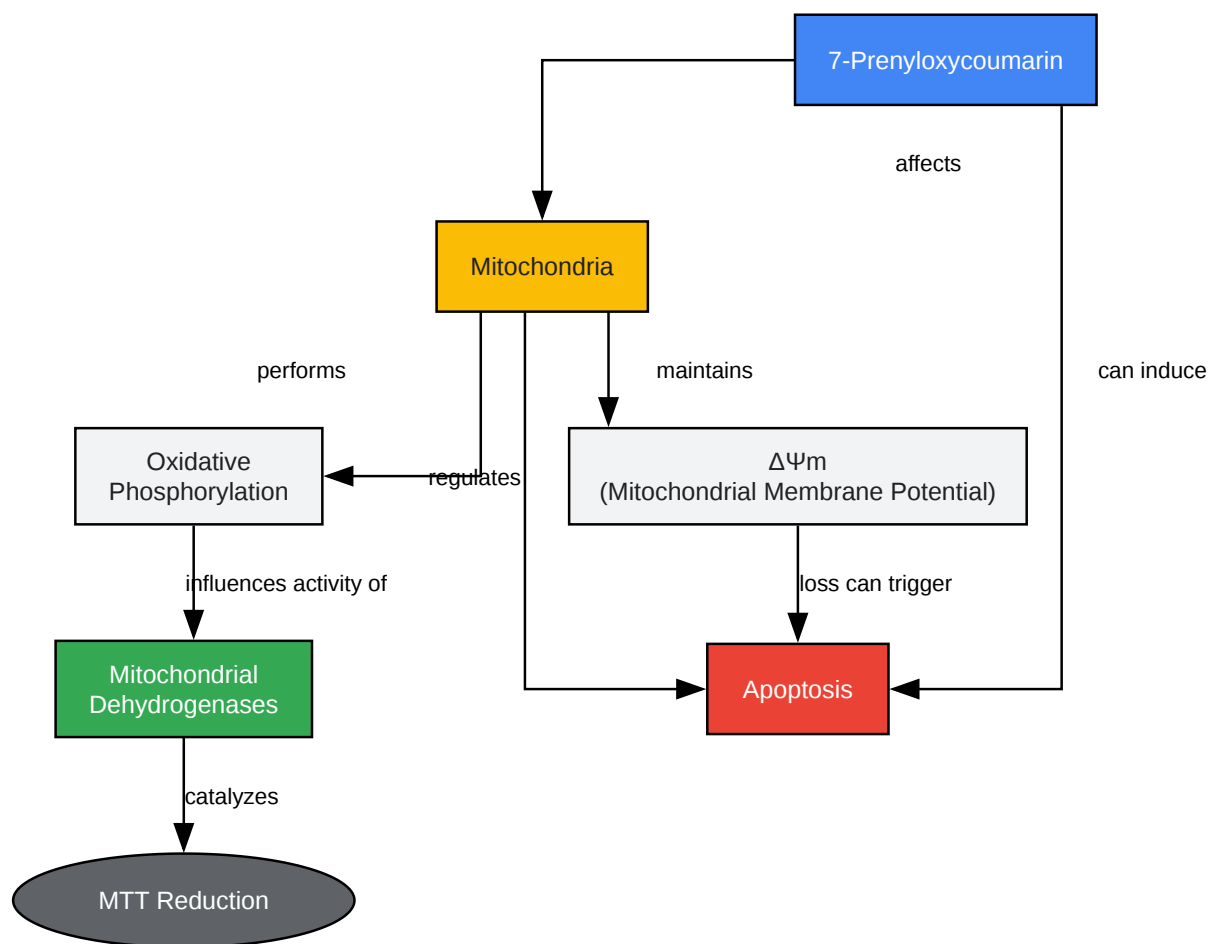 7-Prenyloxycoumarin
affects
Mitochondria
performs
maintains
can induce
Oxidative
Phosphorylation
regulates
ΔΨm
(Mitochondrial Membrane Potential)
influences activity of
loss can trigger
Mitochondrial
Dehydrogenases
Apoptosis
catalyzes
MTT Reduction